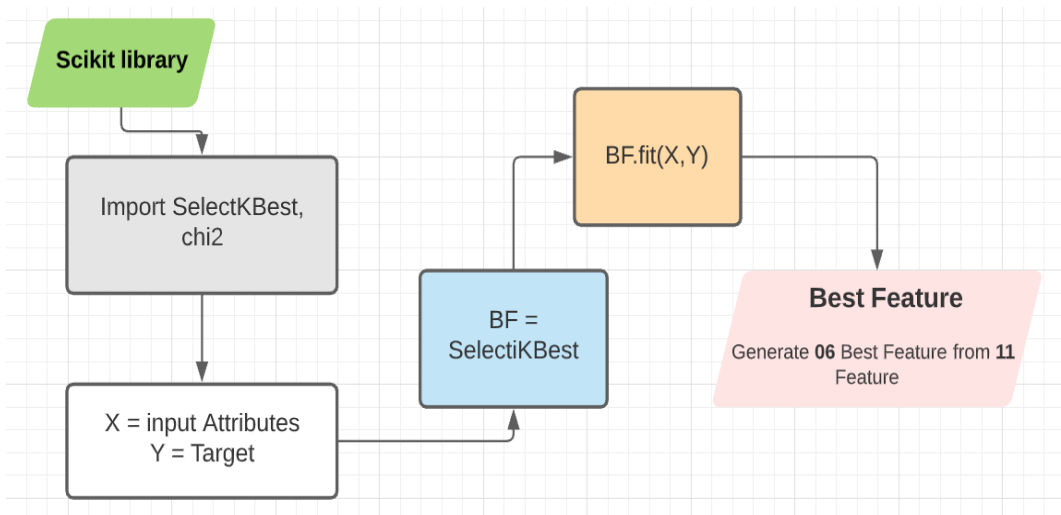 Scikit library
Import SelectKBest,
chi2
X = input Attributes
Y = Target
BF =
SelectiKBest
BF.fit(X,Y)
Best Feature
Generate 06 Best Feature from 11
Feature